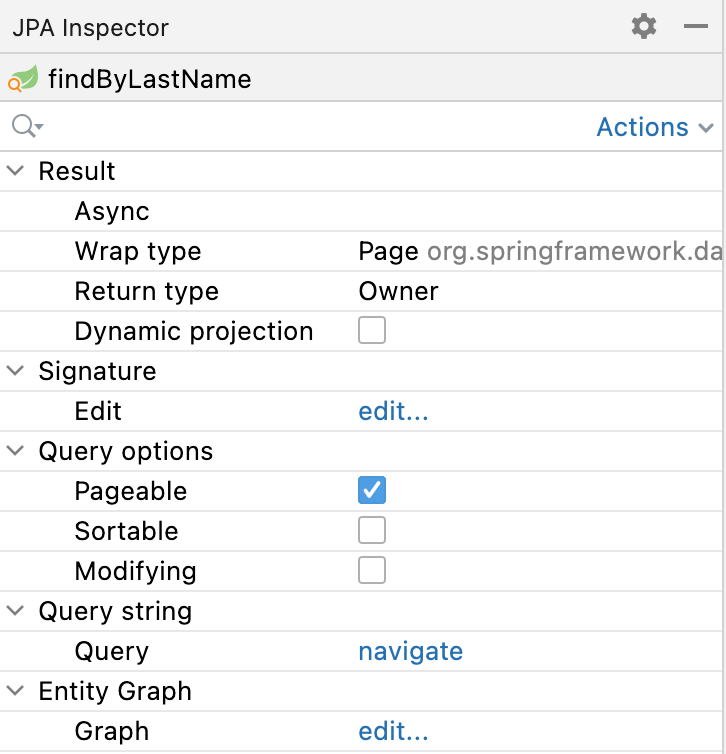 JPA Inspector
findByLastName
Actions
Result
Async
Wrap type Page org.springframework.da
Return type Owner
Dynamic projection
Signature
Edit edit...
Query options
Pageable
Sortable
Modifying
Query string
Query navigate
Entity Graph
Graph edit...